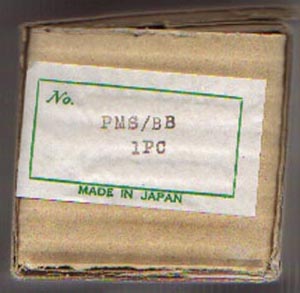 No.
PMS/BB
1PC
MADE IN JAPAN